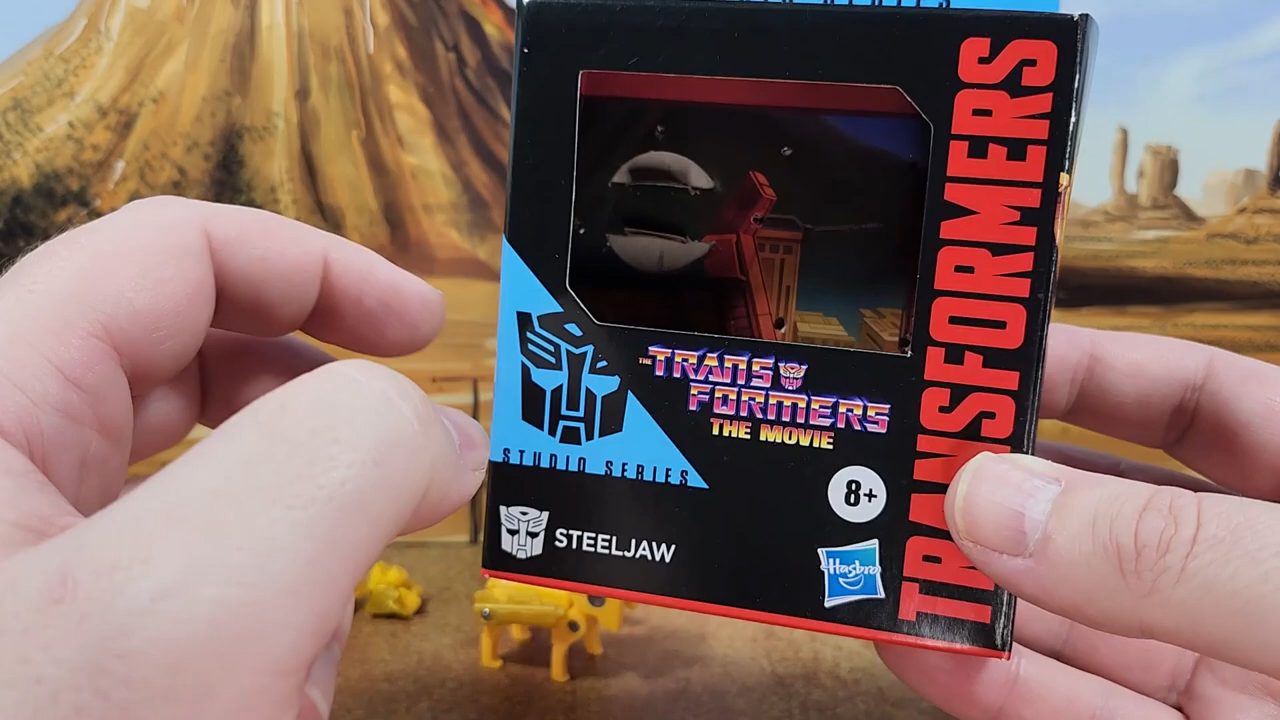 TRANSFORMERS
THE TRANSFORMERS
THE MOVIE
STUDIO SERIES
8+
STEELJAW
Hasbro